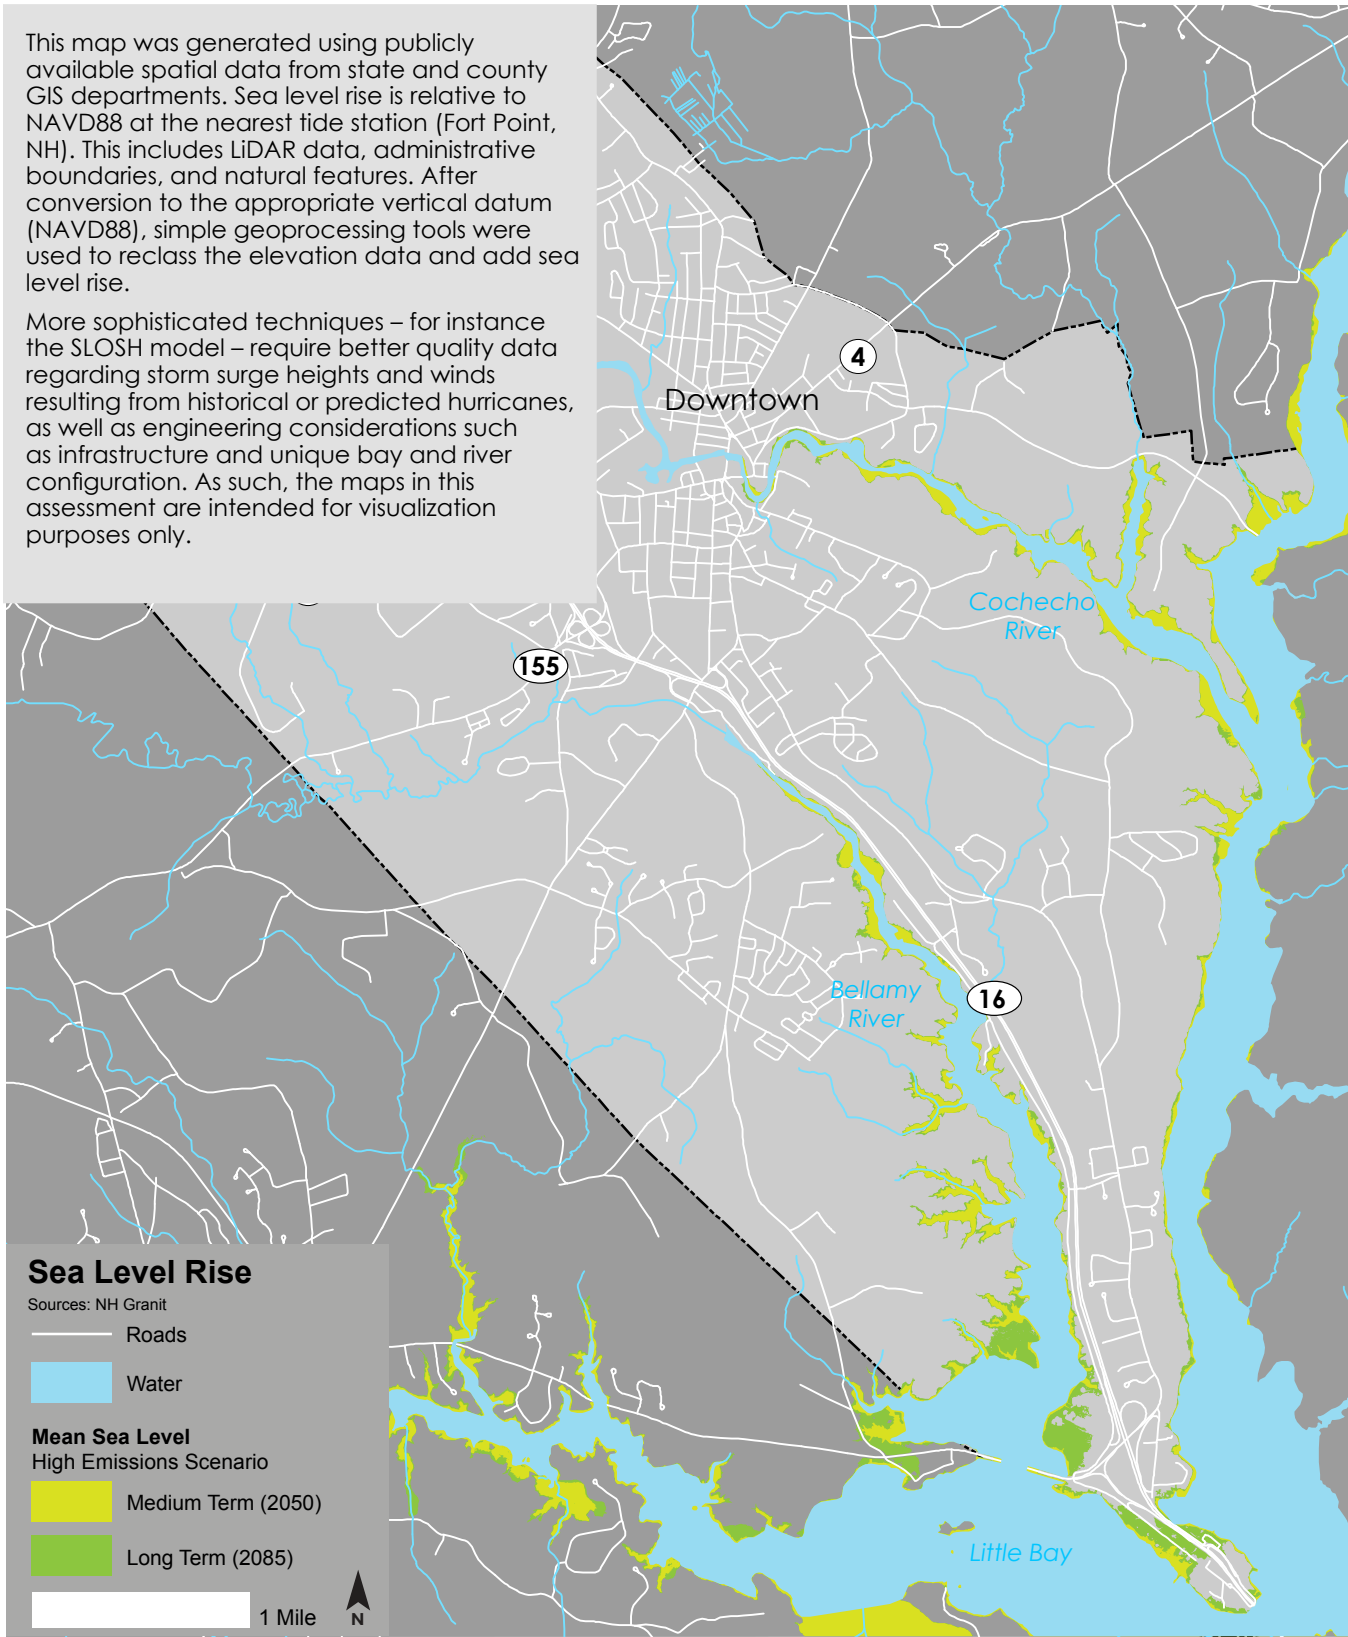 This map was generated using publicly
available spatial data from state and county
GIS departments. Sea level rise is relative to
NAVD88 at the nearest tide station (Fort Point,
NH). This includes LiDAR data, administrative
boundaries, and natural features. After
conversion to the appropriate vertical datum
(NAVD88), simple geoprocessing tools were
used to reclass the elevation data and add sea
level rise.
More sophisticated techniques – for instance
the SLOSH model – require better quality data
regarding storm surge heights and winds
resulting from historical or predicted hurricanes,
as well as engineering considerations such
as infrastructure and unique bay and river
configuration. As such, the maps in this
assessment are intended for visualization
purposes only.
4
Downtown
Cochecho
River
155
Bellamy
River
16
Little Bay
Sea Level Rise
Sources: NH Granit
Roads
Water
Mean Sea Level
High Emissions Scenario
Medium Term (2050)
Long Term (2085)
1 Mile
N